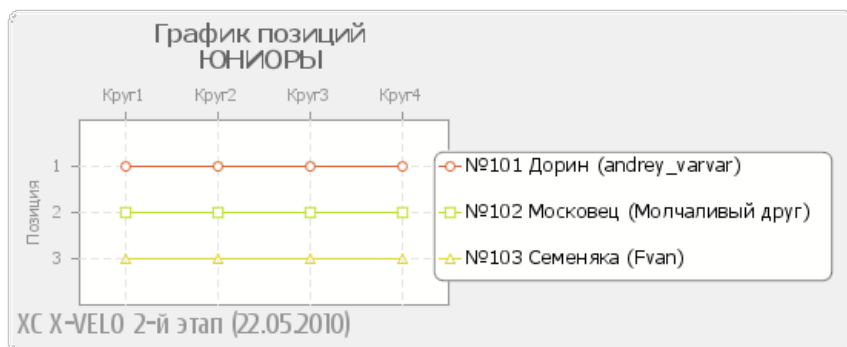 График позиций
ЮНИОРЫ
Круг1 Круг2 Круг3 Круг4
Позиция
1
2
3
№101 Дорин (andrey_varvar)
№102 Московец (Молчаливый друг)
№103 Семеняка (Fvan)
XC X-VELO 2-й этап (22.05.2010)